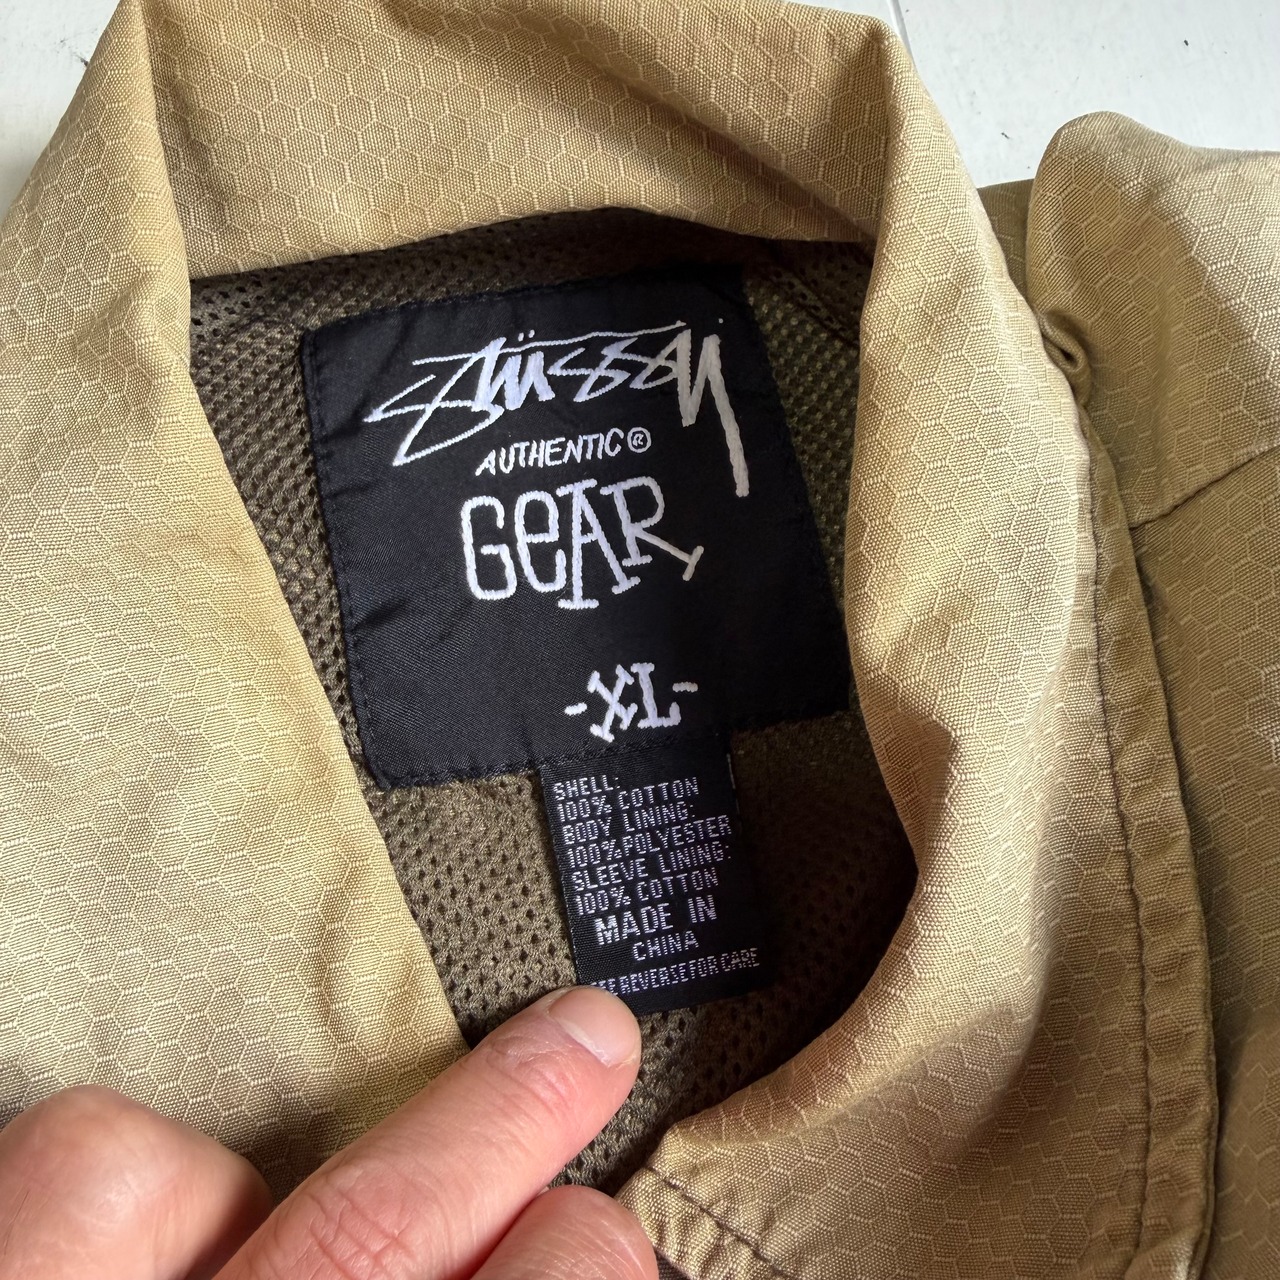 Stüssy
AUTHENTIC®
GEAR
-XL-
SHELL:
100% COTTON
BODY LINING:
100%POLYESTER
SLEEVE LINING:
100% COTTON
MADE IN
CHINA
REVERSE FOR CARE